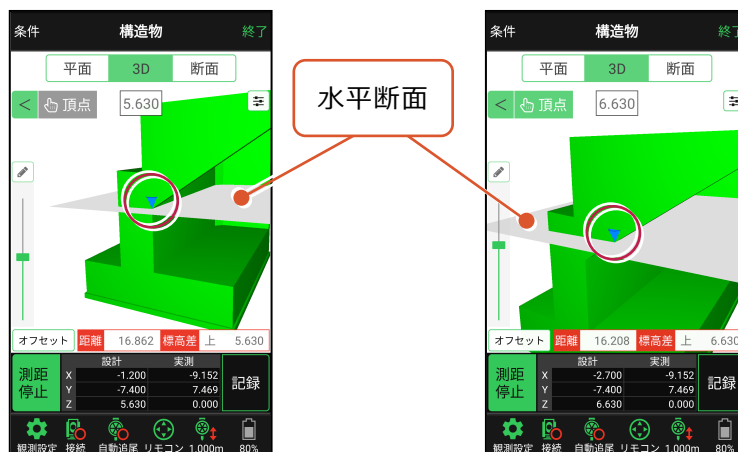 条件 構造物 終了
平面 3D 断面
< 頂点 5.630
オフセット 距離 16.862 標高差 上 5.630
設計 実測
測距停止
X -1.200 -9.152
Y -7.400 7.469
Z 5.630 0.000
記録
観測設定 接続 自動追尾 リモコン 1.000m 80%
水平断面
条件 構造物 終了
平面 3D 断面
< 頂点 6.630
オフセット 距離 16.208 標高差 上 6.630
設計 実測
測距停止
X -2.700 -9.152
Y -7.400 7.469
Z 6.630 0.000
記録
観測設定 接続 自動追尾 リモコン 1.000m 80%